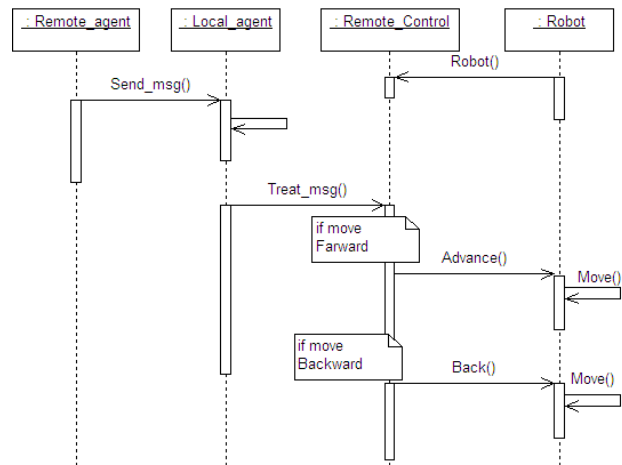 : Remote_agent
: Local_agent
: Remote_Control
: Robot
Robot()
Send_msg()
Treat_msg()
if move
Farward
Advance()
Move()
if move
Backward
Back()
Move()